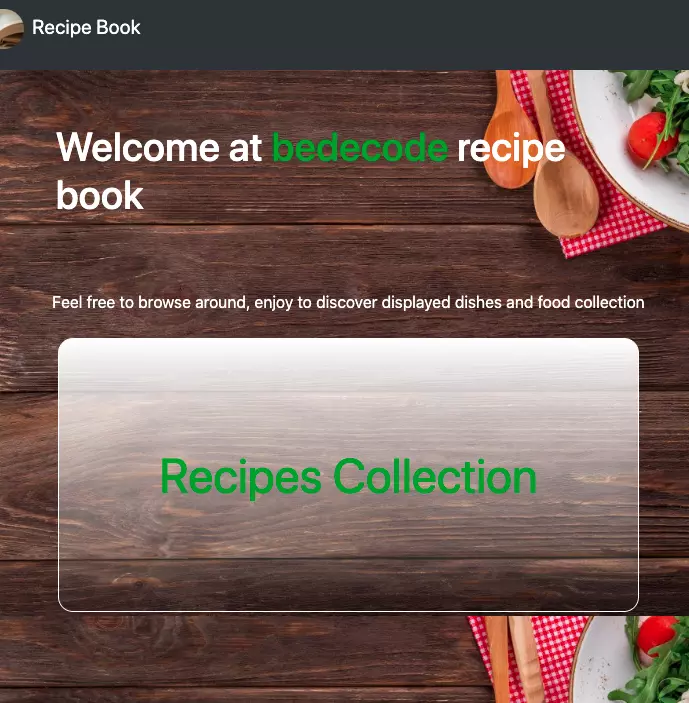 Recipe Book
Welcome at bedecode recipe
book
Feel free to browse around, enjoy to discover displayed dishes and food collection
Recipes Collection